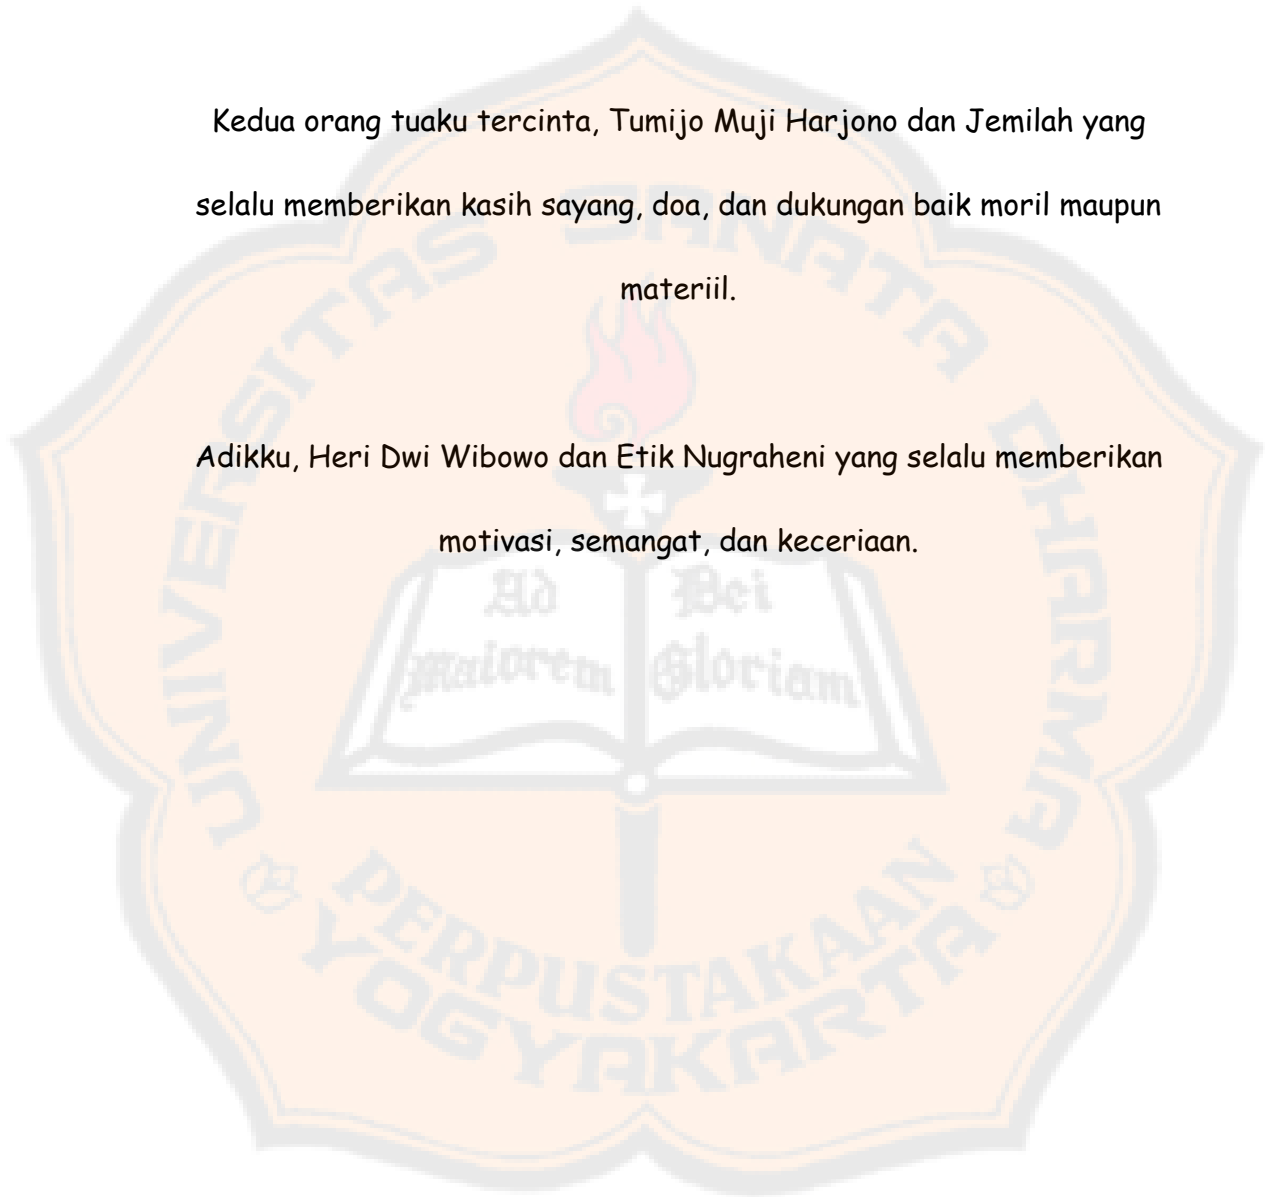 Kedua orang tuaku tercinta, Tumijo Muji Harjono dan Jemilah yang
selalu memberikan kasih sayang, doa, dan dukungan baik moril maupun
materiil.
Adikku, Heri Dwi Wibowo dan Etik Nugraheni yang selalu memberikan
motivasi, semangat, dan keceriaan.
UNIVERSITAS SANATA DHARMA
Ad Dei
Maiorem Gloriam
PERPUSTAKAAN
YOGYAKARTA